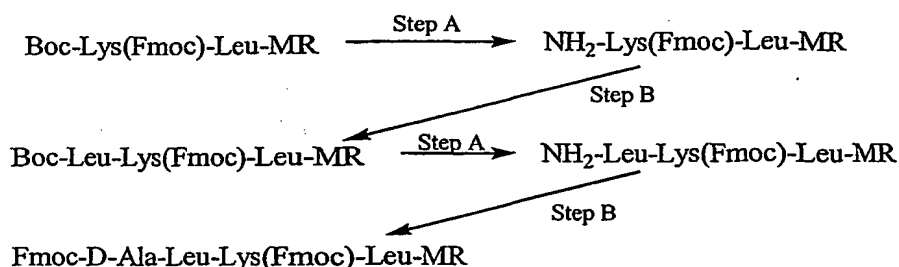 Boc-Lys(Fmoc)-Leu-MR Step A NH2-Lys(Fmoc)-Leu-MR
Step B
Boc-Leu-Lys(Fmoc)-Leu-MR Step A NH2-Leu-Lys(Fmoc)-Leu-MR
Step B
Fmoc-D-Ala-Leu-Lys(Fmoc)-Leu-MR